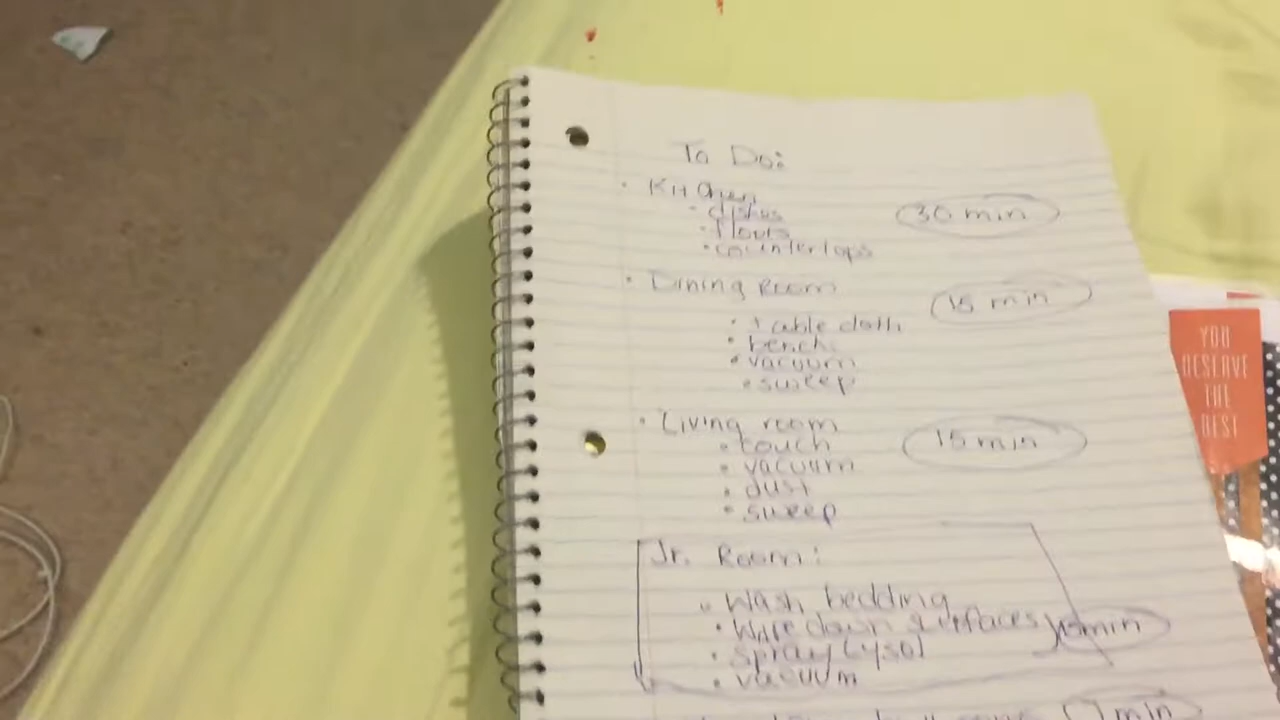 To Do:
• Kitchen
• dishes
• floors
• countertops
30 min
• Dining Room
15 min
• table cloth
• bench
• vacuum
• sweep
• Living room
• couch
• vacuum
• dust
• sweep
15 min
Jr. Room:
• Wash bedding
• Wipe down surfaces
• spray Lysol
• vacuum
15min
min
YOU
DESERVE
THE
BEST